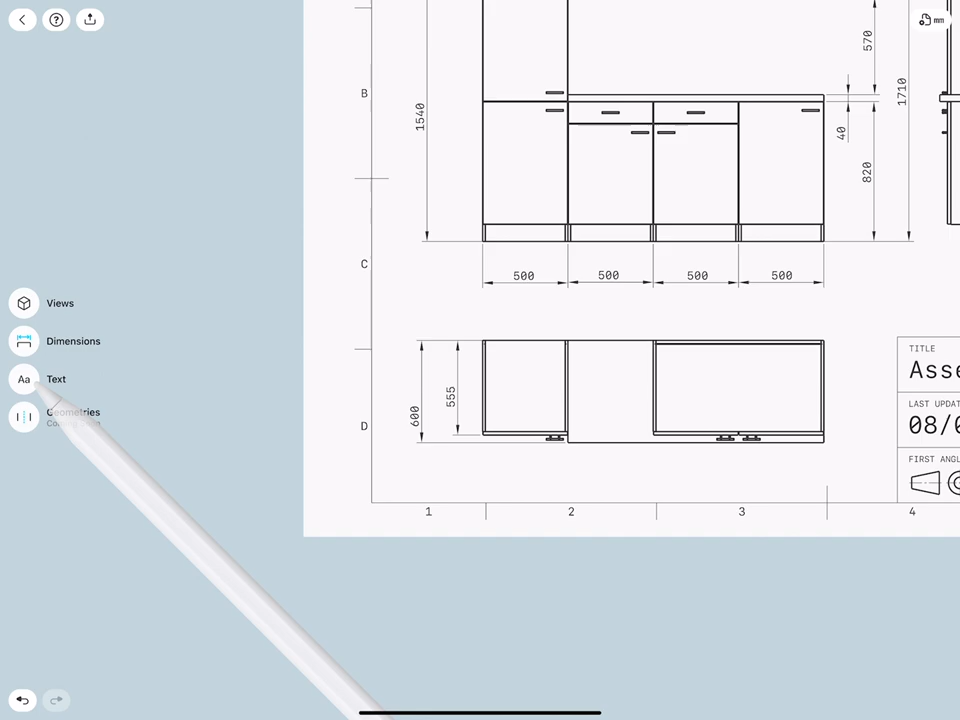 ?
mm
570
B
1540
1710
40
820
C
500
500
500
500
Views
Dimensions
Aa Text
TITLE
Asse
600
555
LAST UPDAT
Geometries
08/0
D
FIRST ANGL
1
2
3
4